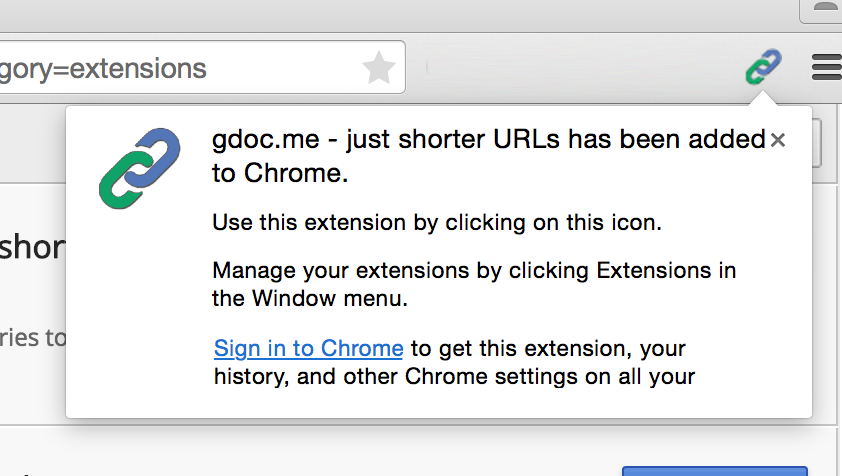 gory=extensions
gdoc.me - just shorter URLs has been added
to Chrome.
Use this extension by clicking on this icon.
shor
Manage your extensions by clicking Extensions in
the Window menu.
ries to
Sign in to Chrome to get this extension, your
history, and other Chrome settings on all your